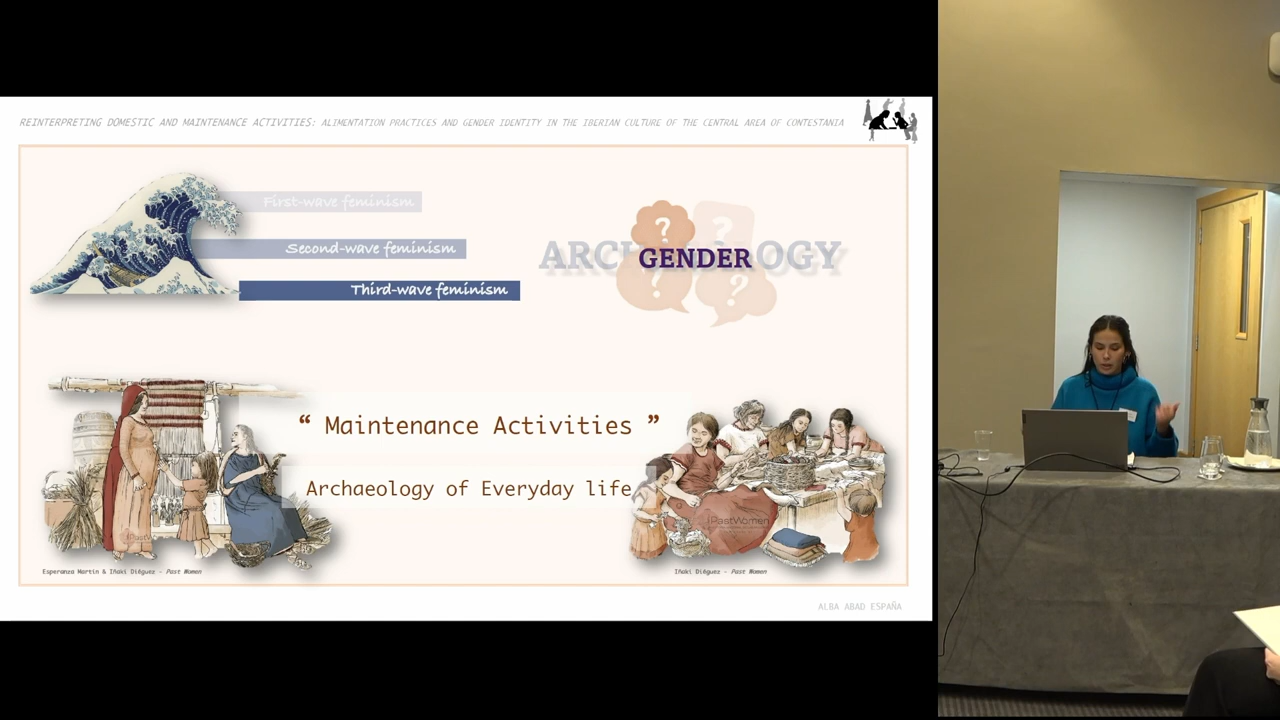 REINTERPRETING DOMESTIC AND MAINTENANCE ACTIVITIES: ALIMENTATION PRACTICES AND GENDER IDENTITY IN THE IBERIAN CULTURE OF THE CENTRAL AREA OF CONTESTANIA
First-wave feminism
Second-wave feminism
Third-wave feminism
? ?
GENDER
? ?
“ Maintenance Activities ”
Archaeology of Everyday life
PastWomen
Esperanza Martín & Iñaki Diéguez - Past Women
Iñaki Diéguez - Past Women
ALBA ABAD ESPAÑA